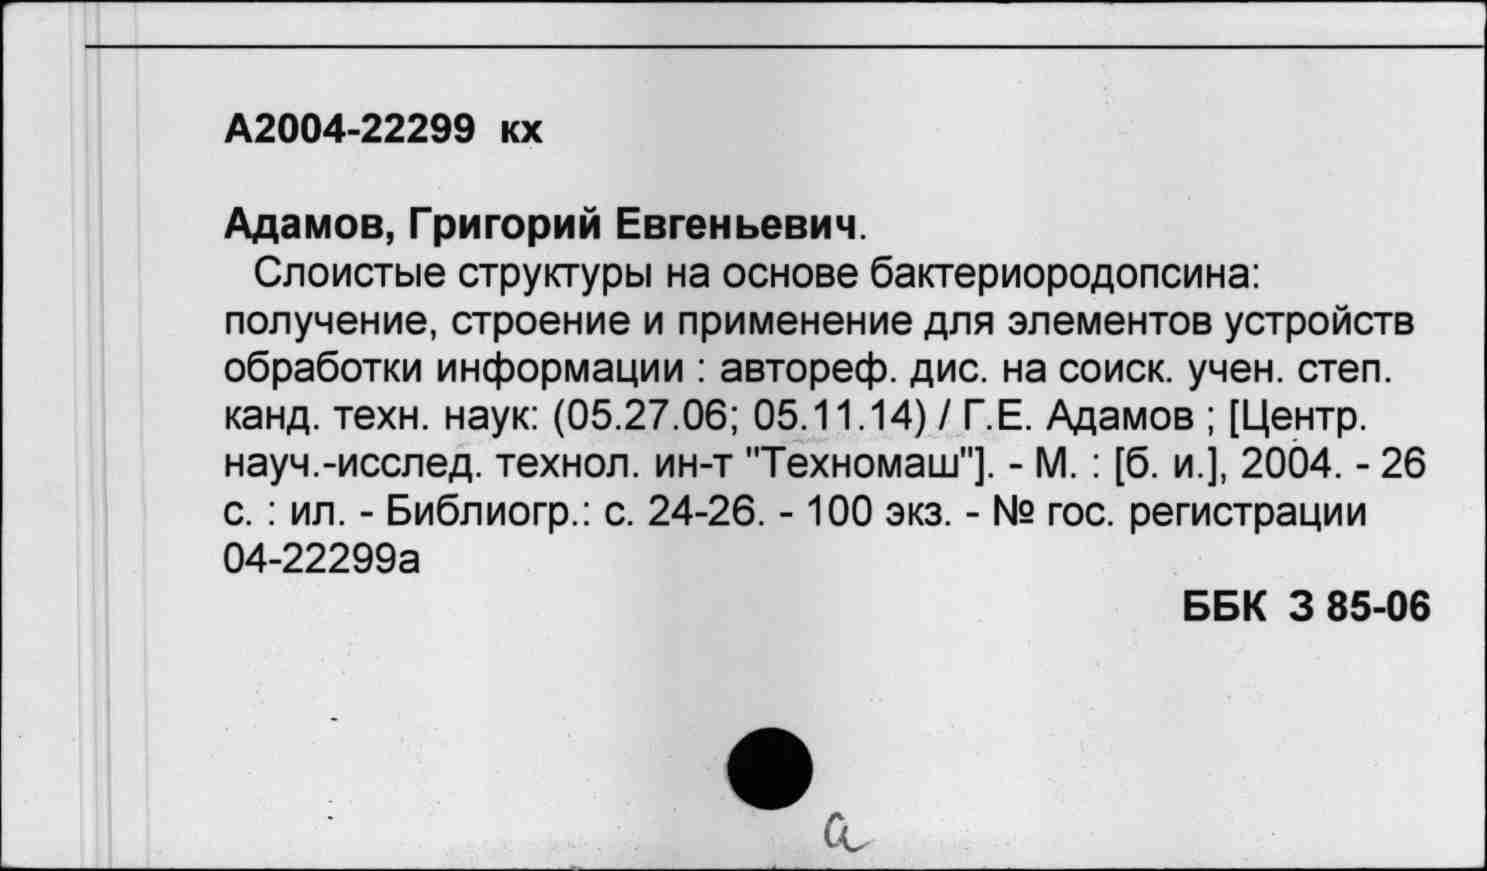 А2004-22299 кх
Адамов, Григорий Евгеньевич.
Слоистые структуры на основе бактериородопсина:
получение, строение и применение для элементов устройств
обработки информации : автореф. дис. на соиск. учен. степ.
канд. техн. наук: (05.27.06; 05.11.14) / Г.Е. Адамов ; [Центр.
науч.-исслед. технол. ин-т "Техномаш"]. - М. : [б. и.], 2004. - 26
с. : ил. - Библиогр.: с. 24-26. - 100 экз. - № гос. регистрации
04-22299а
ББК З 85-06
а